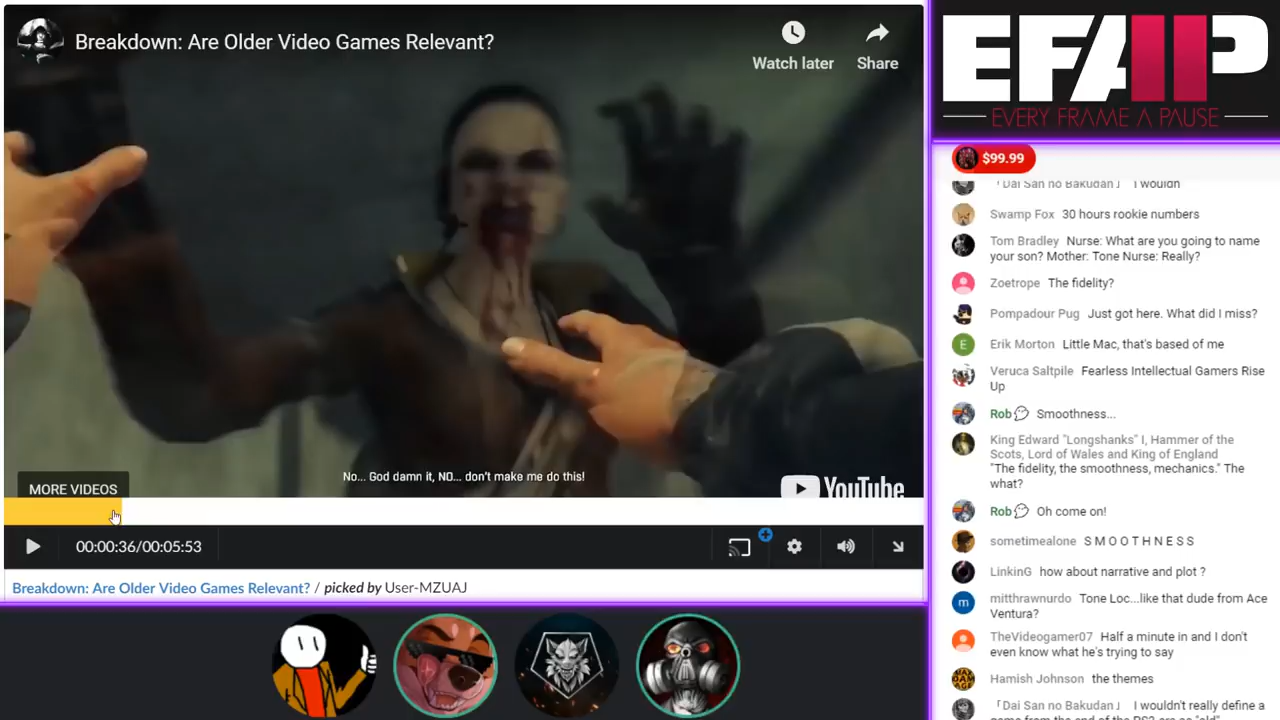 Breakdown: Are Older Video Games Relevant?
Watch later
Share
No... God damn it, NO... don't make me do this!
MORE VIDEOS
YouTube
00:00:36/00:05:53
Breakdown: Are Older Video Games Relevant? / picked by User-MZUAJ
EFAP
EVERY FRAME A PAUSE
$99.99
「Dai San no Bakudan」 I wouldn
Swamp Fox 30 hours rookie numbers
Tom Bradley Nurse: What are you going to name
your son? Mother: Tone Nurse: Really?
Zoetrope The fidelity?
Pompadour Pug Just got here. What did I miss?
E
Erik Morton Little Mac, that's based of me
Veruca Saltpile Fearless Intellectual Gamers Rise
Up
Rob Smoothness...
King Edward "Longshanks" I, Hammer of the
Scots, Lord of Wales and King of England
"The fidelity, the smoothness, mechanics." The
what?
Rob Oh come on!
sometimealone S M O O T H N E S S
LinkinG how about narrative and plot ?
m
mitthrawnurdo Tone Loc...like that dude from Ace
Ventura?
TheVideogamer07 Half a minute in and I don't
even know what he's trying to say
Hamish Johnson the themes
「Dai San no Bakudan」 I wouldn't really define a
game from the end of the PS3 era as "old"